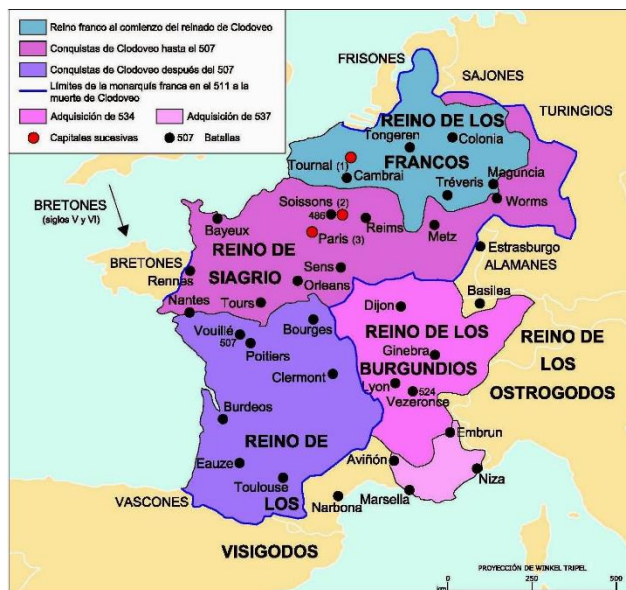 Reino franco al comienzo del reinado de Clodoveo
Conquistas de Clodoveo hasta el 507
Conquistas de Clodoveo después del 507
Límites de la monarquía franca en el 511 a la
muerte de Clodoveo
Adquisición de 534
Adquisición de 537
Capitales sucesivas
507 Batallas
FRISONES
SAJONES
TURINGIOS
REINO DE LOS
FRANCOS
Tongeren
Colonia
Tournal (1)
Cambrai
Tréveris
Maguncia
Worms
BRETONES
(siglos V y VI)
Soissons (2)
486
Bayeux
Paris (3)
Reims
Metz
REINO DE
SIAGRIO
Estrasburgo
ALAMANES
BRETONES
Rennes
Sens
Orleans
Nantes
Tours
Basilea
Dijon
REINO DE LOS
BURGUNDIOS
Vouillé
507
Bourges
Poitiers
Ginebra
REINO DE
LOS
OSTROGODOS
Clermont
Lyon
524
Vezeronce
Burdeos
Embrun
REINO DE
LOS
VISIGODOS
Eauze
Aviñón
Toulouse
Niza
VASCONES
Narbona
Marsella
PROYECCIÓN DE WINKEL TRIPEL
km
0
250
500